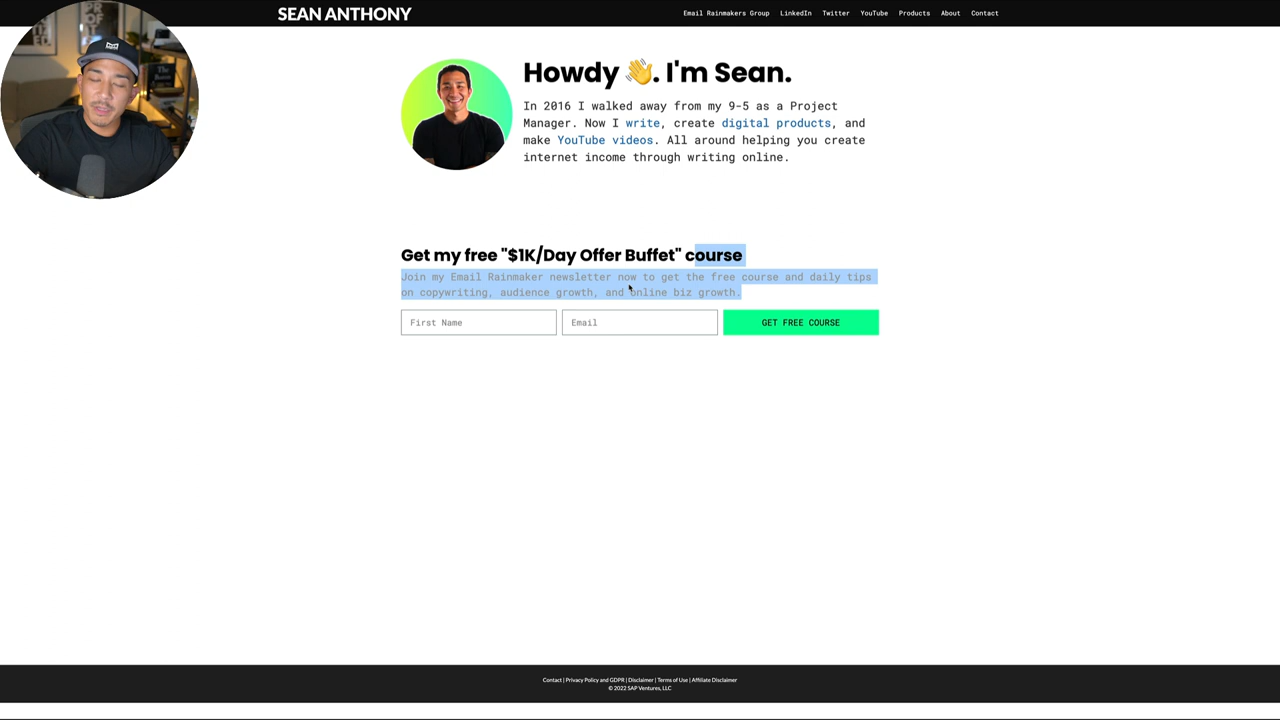 SEAN ANTHONY
Email Rainmakers Group LinkedIn Twitter YouTube Products About Contact
Howdy 👋. I'm Sean.
In 2016 I walked away from my 9-5 as a Project
Manager. Now I write, create digital products, and
make YouTube videos. All around helping you create
internet income through writing online.
Get my free "$1K/Day Offer Buffet" course
Join my Email Rainmaker newsletter now to get the free course and daily tips
on copywriting, audience growth, and online biz growth.
First Name Email GET FREE COURSE
Contact | Privacy Policy and GDPR | Disclaimer | Terms of Use | Affiliate Disclaimer
© 2022 SAP Ventures, LLC